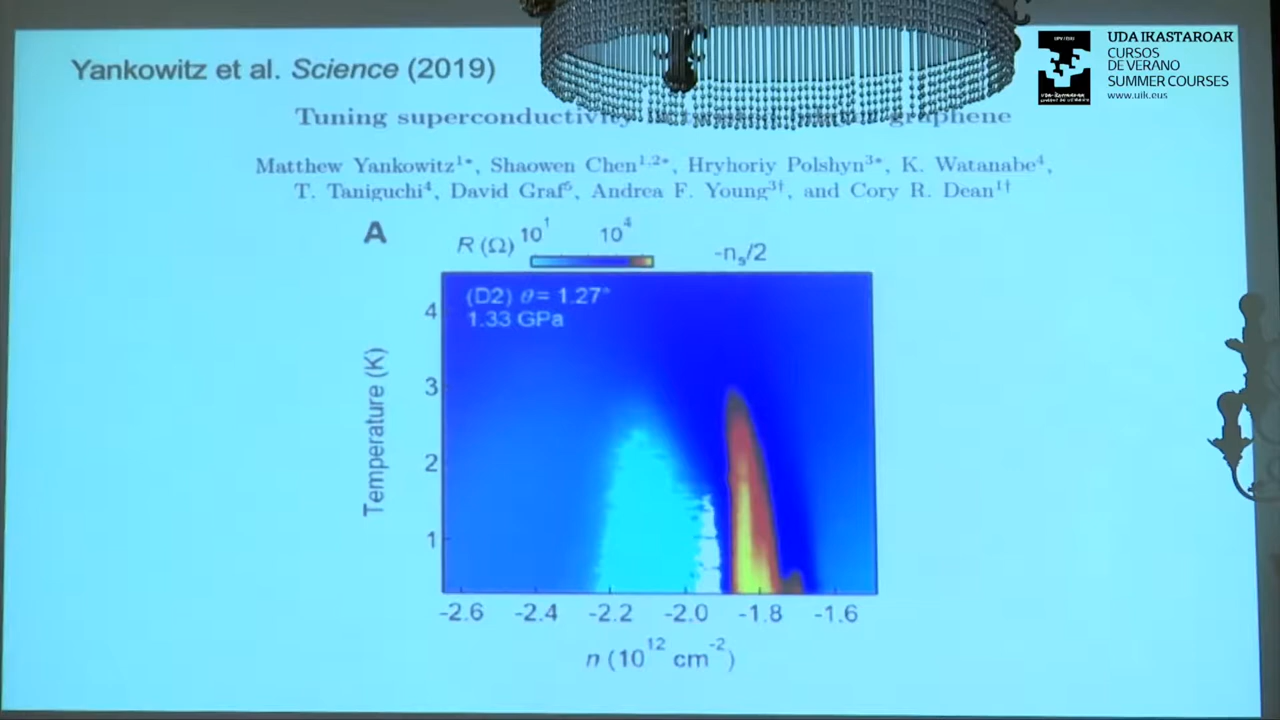 Yankowitz et al. Science (2019)
UDA IKASTAROAK
CURSOS
DE VERANO
SUMMER COURSES
www.uik.eus
Tuning superconductivity graphene
Matthew Yankowitz¹*, Shaowen Chen¹,²*, Hryhoriy Polshyn³*, K. Watanabe⁴,
T. Taniguchi⁴, David Graf⁵, Andrea F. Young³†, and Cory R. Dean¹†
A
R (Ω) 10¹ 10⁴ -nₛ/2
(D2) θ = 1.27°
1.33 GPa
4
3
2
1
Temperature (K)
-2.6 -2.4 -2.2 -2.0 -1.8 -1.6
n (10¹² cm⁻²)